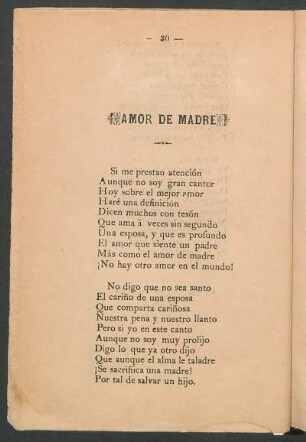 — 30 —
AMOR DE MADRE
Si me prestan atención
Aunque no soy gran cantor
Hoy sobre el mejor amor
Haré una definición
Dicen muchos con tesón
Que ama á veces sin segundo
Una esposa, y que es profundo
El amor que siente un padre
Más como el amor de madre
¡No hay otro amor en el mundo!
No digo que no sea santo
El cariño de una esposa
Que comparta cariñosa
Nuestra pena y nuestro llanto
Pero si yo en este canto
Aunque no soy muy prolijo
Digo lo que ya otro dijo
Que aunque el alma le taladre
¡Se sacrifiica una madre!
Por tal de salvar un hijo.